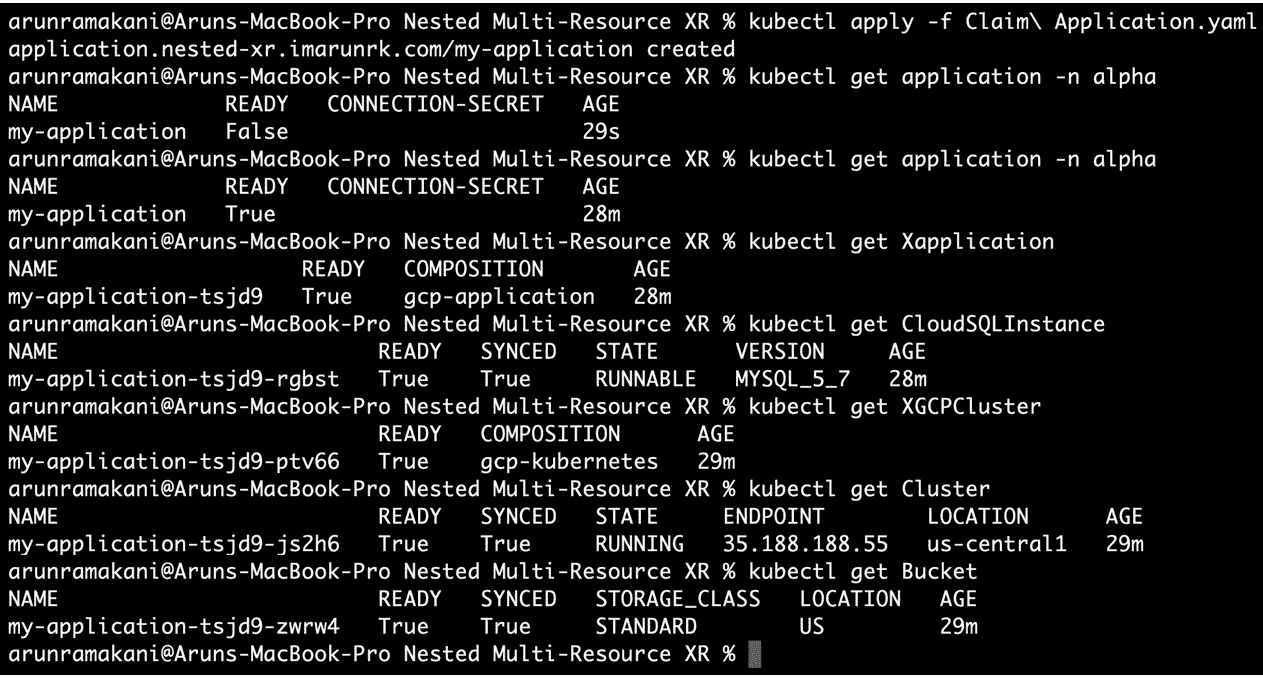 arunramakani@Aruns-MacBook-Pro Nested Multi-Resource XR % kubectl apply -f Claim\ Application.yaml
application.nested-xr.imarunrk.com/my-application created
arunramakani@Aruns-MacBook-Pro Nested Multi-Resource XR % kubectl get application -n alpha
NAME READY CONNECTION-SECRET AGE
my-application False 29s
arunramakani@Aruns-MacBook-Pro Nested Multi-Resource XR % kubectl get application -n alpha
NAME READY CONNECTION-SECRET AGE
my-application True 28m
arunramakani@Aruns-MacBook-Pro Nested Multi-Resource XR % kubectl get Xapplication
NAME READY COMPOSITION AGE
my-application-tsjd9 True gcp-application 28m
arunramakani@Aruns-MacBook-Pro Nested Multi-Resource XR % kubectl get CloudSQLInstance
NAME READY SYNCED STATE VERSION AGE
my-application-tsjd9-rgbst True True RUNNABLE MYSQL_5_7 28m
arunramakani@Aruns-MacBook-Pro Nested Multi-Resource XR % kubectl get XGCPCluster
NAME READY COMPOSITION AGE
my-application-tsjd9-ptv66 True gcp-kubernetes 29m
arunramakani@Aruns-MacBook-Pro Nested Multi-Resource XR % kubectl get Cluster
NAME READY SYNCED STATE ENDPOINT LOCATION AGE
my-application-tsjd9-js2h6 True True RUNNING 35.188.188.55 us-central1 29m
arunramakani@Aruns-MacBook-Pro Nested Multi-Resource XR % kubectl get Bucket
NAME READY SYNCED STORAGE_CLASS LOCATION AGE
my-application-tsjd9-zwrw4 True True STANDARD US 29m
arunramakani@Aruns-MacBook-Pro Nested Multi-Resource XR %